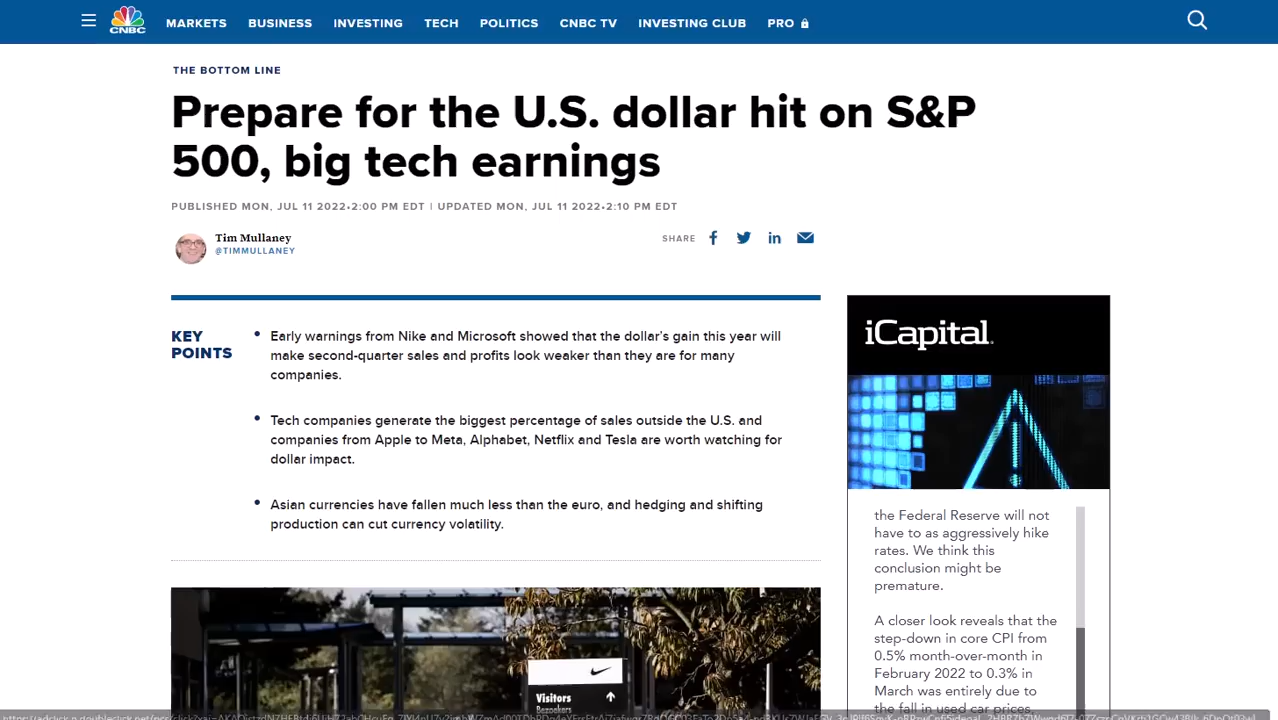 CNBC
MARKETS
BUSINESS
INVESTING
TECH
POLITICS
CNBC TV
INVESTING CLUB
PRO
THE BOTTOM LINE
Prepare for the U.S. dollar hit on S&P
500, big tech earnings
PUBLISHED MON, JUL 11 2022•2:00 PM EDT | UPDATED MON, JUL 11 2022•2:10 PM EDT
Tim Mullaney
@TIMMULLANEY
SHARE
KEY
POINTS
• Early warnings from Nike and Microsoft showed that the dollar's gain this year will
make second-quarter sales and profits look weaker than they are for many
companies.
• Tech companies generate the biggest percentage of sales outside the U.S. and
companies from Apple to Meta, Alphabet, Netflix and Tesla are worth watching for
dollar impact.
• Asian currencies have fallen much less than the euro, and hedging and shifting
production can cut currency volatility.
iCapital.
the Federal Reserve will not
have to as aggressively hike
rates. We think this
conclusion might be
premature.
A closer look reveals that the
step-down in core CPI from
0.5% month-over-month in
February 2022 to 0.3% in
March was entirely due to
the fall in used car prices,
Visitors
Bezoekers